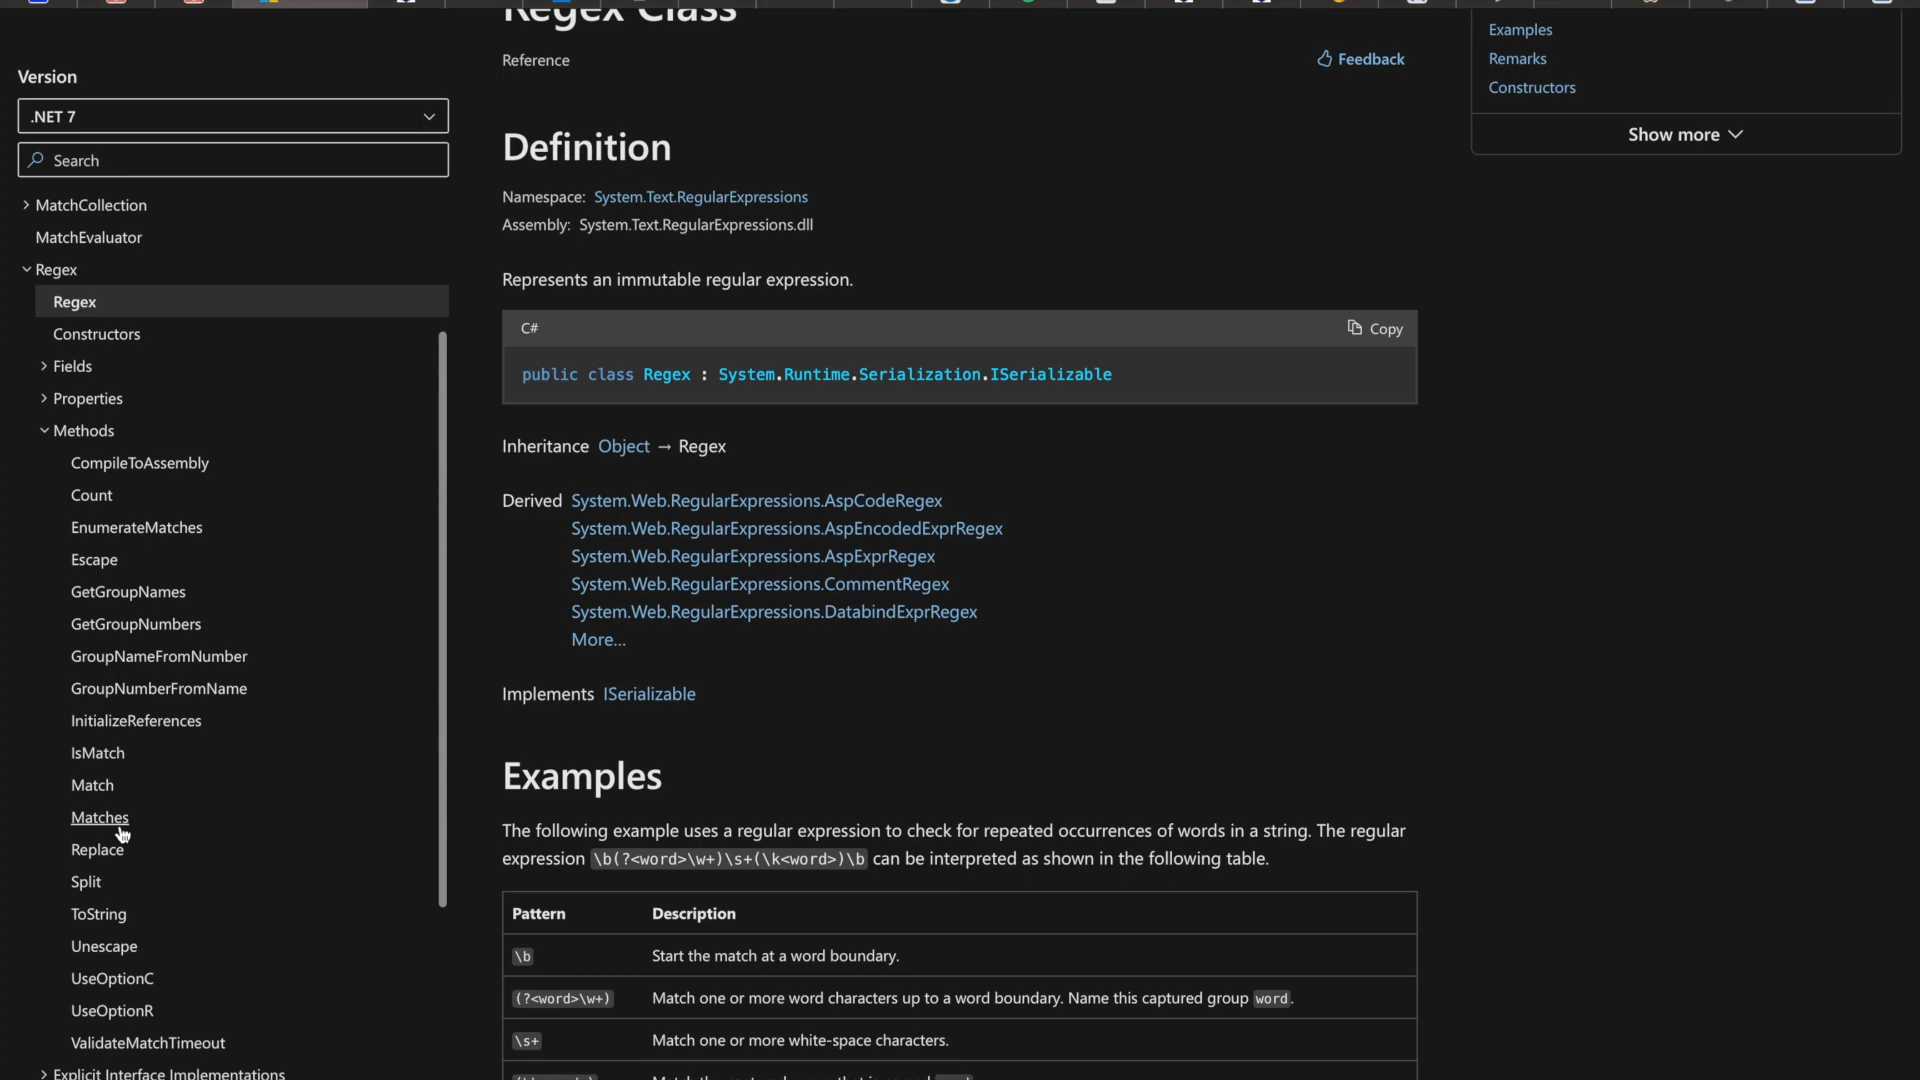 Regex Class
Reference
Feedback
Version
.NET 7
Search
MatchCollection
MatchEvaluator
Regex
Regex
Constructors
Fields
Properties
Methods
CompileToAssembly
Count
EnumerateMatches
Escape
GetGroupNames
GetGroupNumbers
GroupNameFromNumber
GroupNumberFromName
InitializeReferences
IsMatch
Match
Matches
Replace
Split
ToString
Unescape
UseOptionC
UseOptionR
ValidateMatchTimeout
Explicit Interface Implementations
Definition
Namespace: System.Text.RegularExpressions
Assembly: System.Text.RegularExpressions.dll
Represents an immutable regular expression.
C#
Copy
public class Regex : System.Runtime.Serialization.ISerializable
Inheritance Object → Regex
Derived System.Web.RegularExpressions.AspCodeRegex
System.Web.RegularExpressions.AspEncodedExprRegex
System.Web.RegularExpressions.AspExprRegex
System.Web.RegularExpressions.CommentRegex
System.Web.RegularExpressions.DatabindExprRegex
More...
Implements ISerializable
Examples
The following example uses a regular expression to check for repeated occurrences of words in a string. The regular
expression \b(?<word>\w+)\s+(\k<word>)\b can be interpreted as shown in the following table.
Pattern Description
\b Start the match at a word boundary.
(?<word>\w+) Match one or more word characters up to a word boundary. Name this captured group word.
\s+ Match one or more white-space characters.
Examples
Remarks
Constructors
Show more